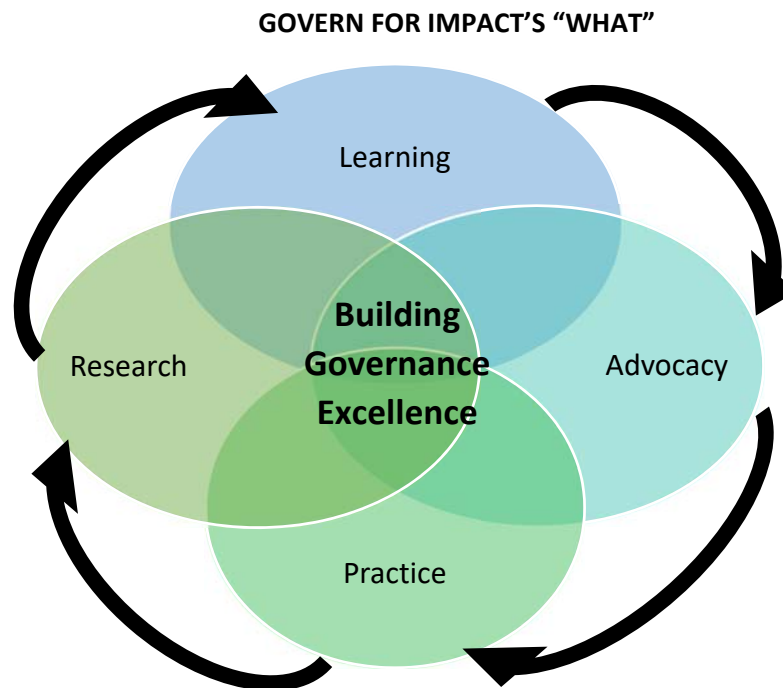 GOVERN FOR IMPACT’S “WHAT”
Learning
Building
Governance
Excellence
Research
Advocacy
Practice